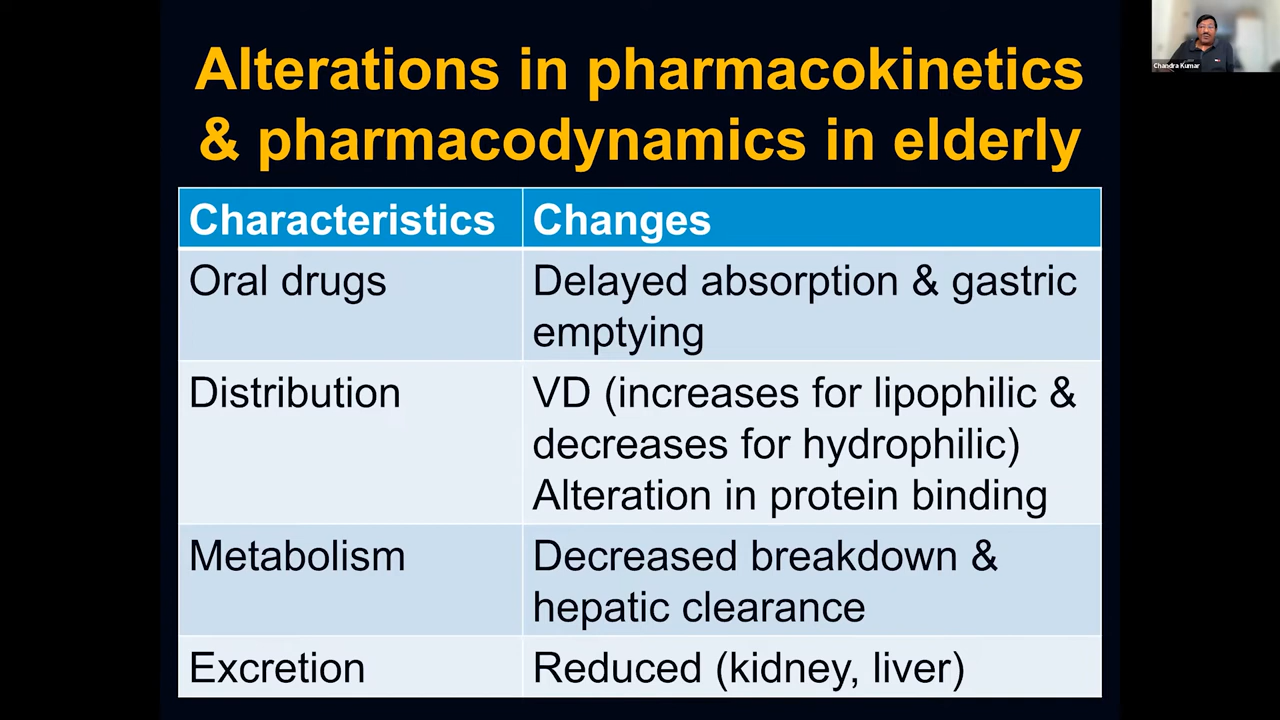 Alterations in pharmacokinetics
& pharmacodynamics in elderly
Chandra Kumar
Characteristics
Changes
Oral drugs
Delayed absorption & gastric
emptying
Distribution
VD (increases for lipophilic &
decreases for hydrophilic)
Alteration in protein binding
Metabolism
Decreased breakdown &
hepatic clearance
Excretion
Reduced (kidney, liver)